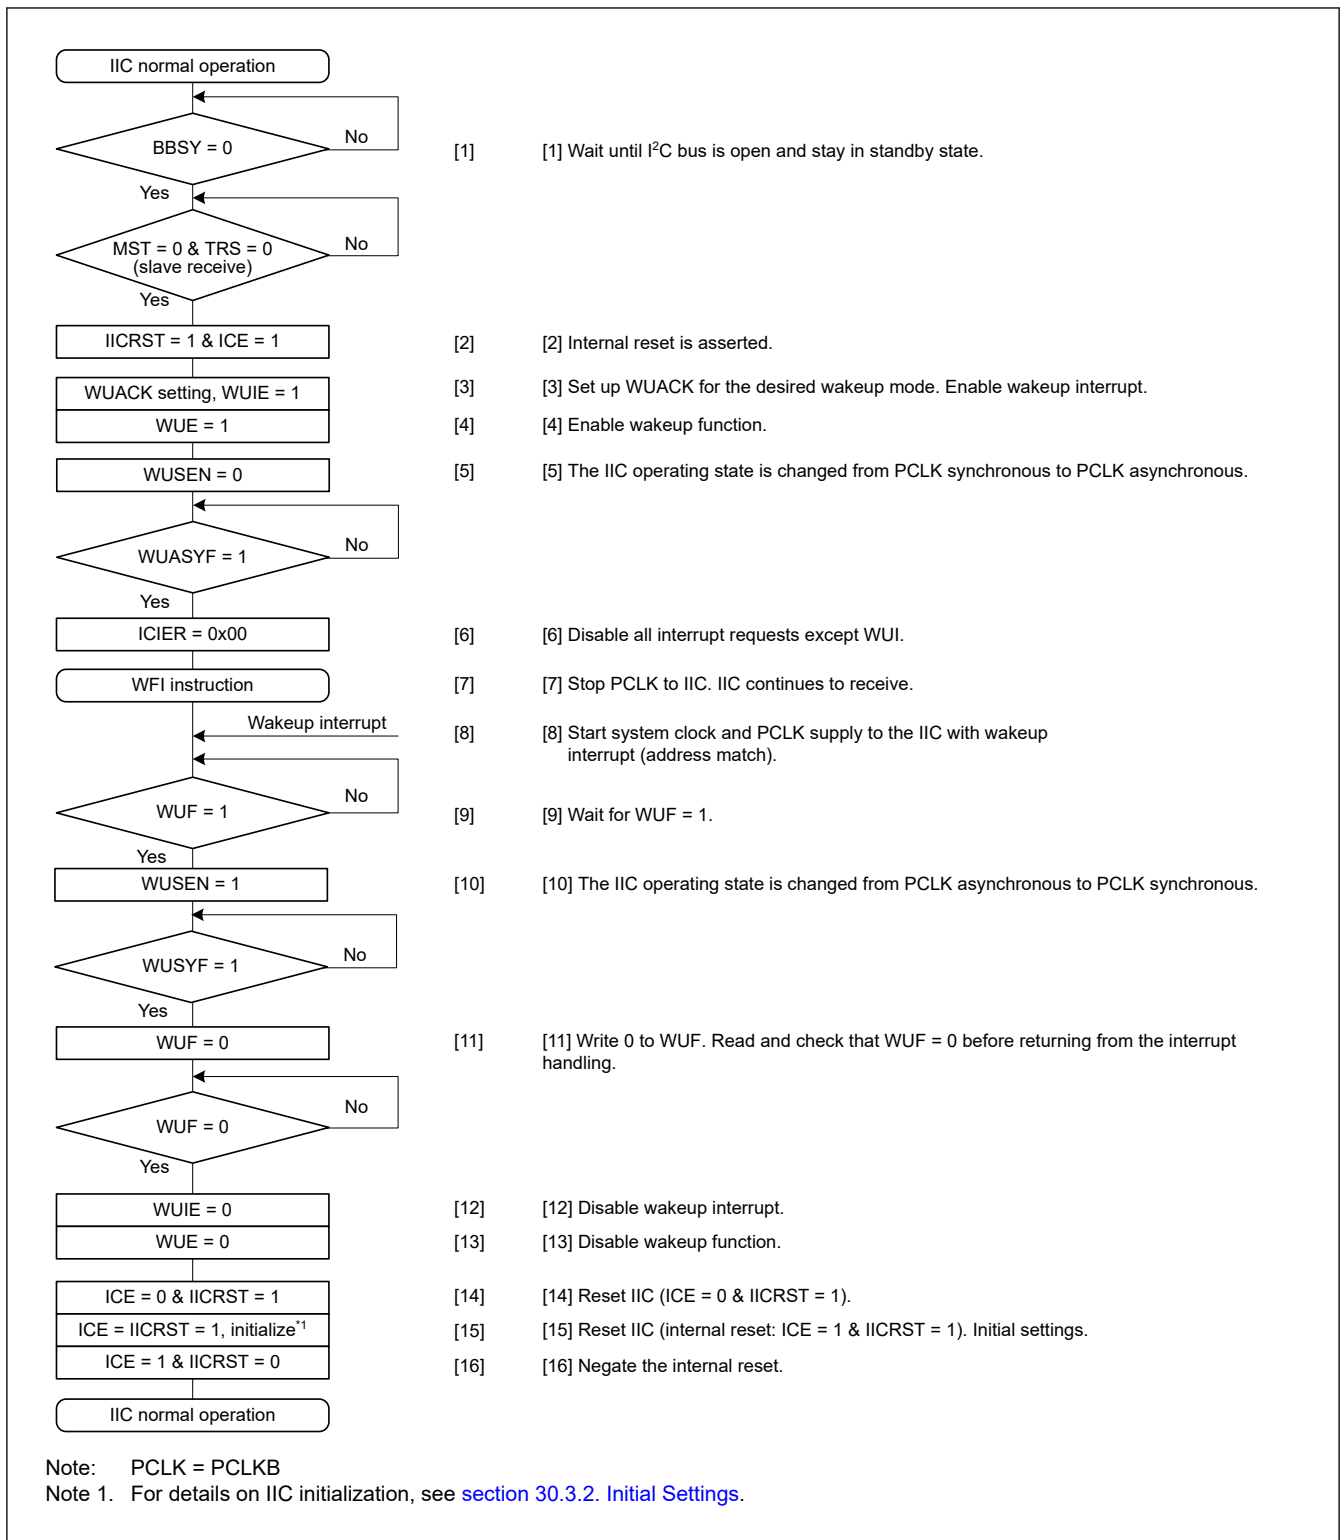 IIC normal operation
No
BBSY = 0
[1] [1] Wait until I²C bus is open and stay in standby state.
Yes
No
MST = 0 & TRS = 0
(slave receive)
Yes
IICRST = 1 & ICE = 1
[2] [2] Internal reset is asserted.
WUACK setting, WUIE = 1
[3] [3] Set up WUACK for the desired wakeup mode. Enable wakeup interrupt.
WUE = 1
[4] [4] Enable wakeup function.
WUSEN = 0
[5] [5] The IIC operating state is changed from PCLK synchronous to PCLK asynchronous.
No
WUASYF = 1
Yes
ICIER = 0x00
[6] [6] Disable all interrupt requests except WUI.
WFI instruction
[7] [7] Stop PCLK to IIC. IIC continues to receive.
Wakeup interrupt
[8] [8] Start system clock and PCLK supply to the IIC with wakeup
interrupt (address match).
No
WUF = 1
[9] [9] Wait for WUF = 1.
Yes
WUSEN = 1
[10] [10] The IIC operating state is changed from PCLK asynchronous to PCLK synchronous.
No
WUSYF = 1
Yes
WUF = 0
[11] [11] Write 0 to WUF. Read and check that WUF = 0 before returning from the interrupt
handling.
No
WUF = 0
Yes
WUIE = 0
[12] [12] Disable wakeup interrupt.
WUE = 0
[13] [13] Disable wakeup function.
ICE = 0 & IICRST = 1
[14] [14] Reset IIC (ICE = 0 & IICRST = 1).
ICE = IICRST = 1, initialize*1
[15] [15] Reset IIC (internal reset: ICE = 1 & IICRST = 1). Initial settings.
ICE = 1 & IICRST = 0
[16] [16] Negate the internal reset.
IIC normal operation
Note: PCLK = PCLKB
Note 1. For details on IIC initialization, see section 30.3.2. Initial Settings.